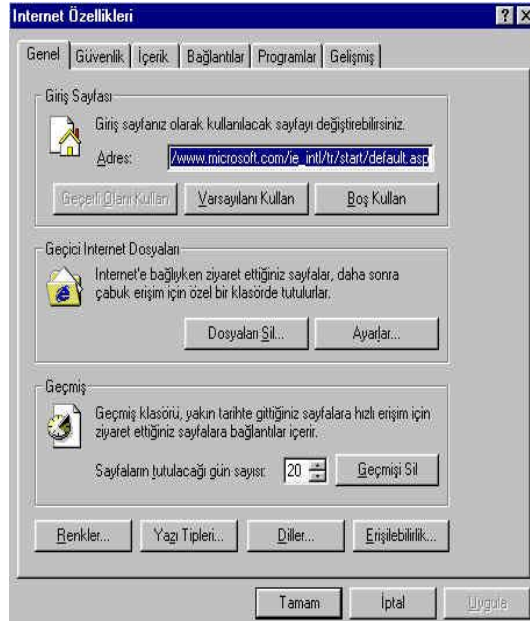 Internet Özellikleri
Genel Güvenlik İçerik Bağlantılar Programlar Gelişmiş
Giriş Sayfası
Giriş sayfanız olarak kullanılacak sayfayı değiştirebilirsiniz.
Adres: /www.microsoft.com/ie_intl/tr/start/default.asp
Geçerli Olanı Kullan Varsayılanı Kullan Boş Kullan
Geçici Internet Dosyaları
Internet'e bağlıyken ziyaret ettiğiniz sayfalar, daha sonra
çabuk erişim için özel bir klasörde tutulurlar.
Dosyaları Sil... Ayarlar...
Geçmiş
Geçmiş klasörü, yakın tarihte gittiğiniz sayfalara hızlı erişim için
ziyaret ettiğiniz sayfalara bağlantılar içerir.
Sayfaların tutulacağı gün sayısı: 20 Geçmişi Sil
Renkler... Yazı Tipleri... Diller... Erişilebilirlik...
Tamam İptal Uygula